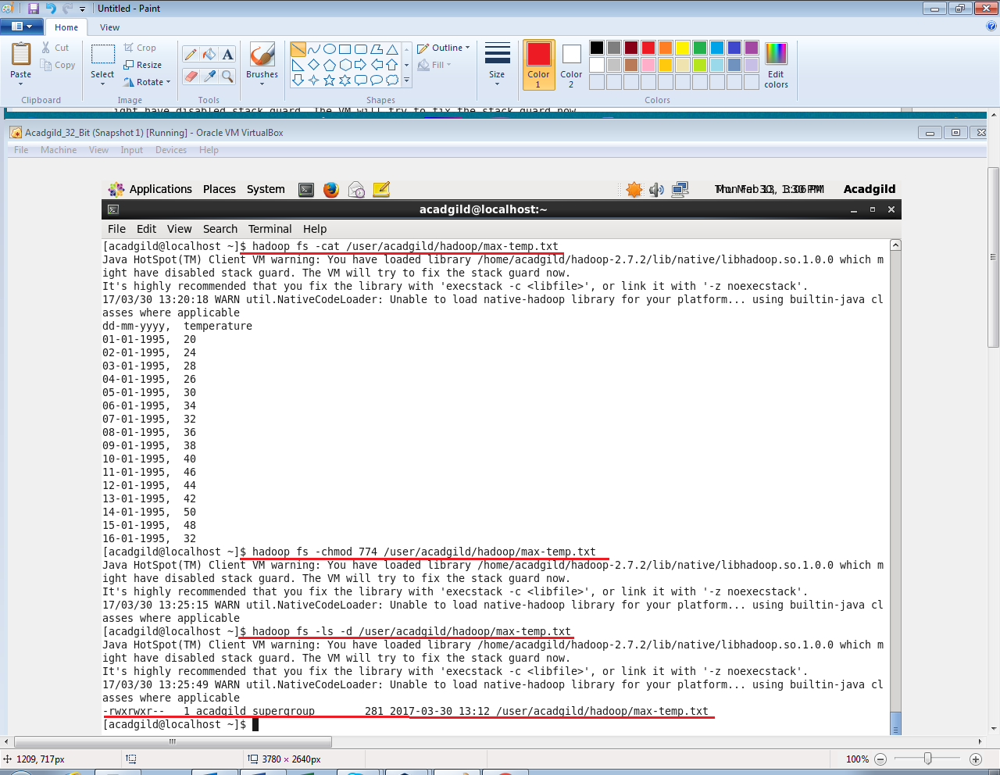 Untitled - Paint
Home View
Paste Cut Copy Select Crop Resize Rotate Brushes Outline Fill Size Color 1 Color 2 Edit colors
Clipboard Image Tools Shapes Colors
ight have disabled stack guard. The VM will try to fix the stack guard now.
Acadgild_32_Bit (Snapshot 1) [Running] - Oracle VM VirtualBox
File Machine View Input Devices Help
Applications Places System Acadgild
acadgild@localhost:~
File Edit View Search Terminal Help
[acadgild@localhost ~]$ hadoop fs -cat /user/acadgild/hadoop/max-temp.txt
Java HotSpot(TM) Client VM warning: You have loaded library /home/acadgild/hadoop-2.7.2/lib/native/libhadoop.so.1.0.0 which m
ight have disabled stack guard. The VM will try to fix the stack guard now.
It's highly recommended that you fix the library with 'execstack -c <libfile>', or link it with '-z noexecstack'.
17/03/30 13:20:18 WARN util.NativeCodeLoader: Unable to load native-hadoop library for your platform... using builtin-java cl
asses where applicable
dd-mm-yyyy,  temperature
01-01-1995,  20
02-01-1995,  24
03-01-1995,  28
04-01-1995,  26
05-01-1995,  30
06-01-1995,  34
07-01-1995,  32
08-01-1995,  36
09-01-1995,  38
10-01-1995,  40
11-01-1995,  46
12-01-1995,  44
13-01-1995,  42
14-01-1995,  50
15-01-1995,  48
16-01-1995,  32
[acadgild@localhost ~]$ hadoop fs -chmod 774 /user/acadgild/hadoop/max-temp.txt
Java HotSpot(TM) Client VM warning: You have loaded library /home/acadgild/hadoop-2.7.2/lib/native/libhadoop.so.1.0.0 which m
ight have disabled stack guard. The VM will try to fix the stack guard now.
It's highly recommended that you fix the library with 'execstack -c <libfile>', or link it with '-z noexecstack'.
17/03/30 13:25:15 WARN util.NativeCodeLoader: Unable to load native-hadoop library for your platform... using builtin-java cl
asses where applicable
[acadgild@localhost ~]$ hadoop fs -ls -d /user/acadgild/hadoop/max-temp.txt
Java HotSpot(TM) Client VM warning: You have loaded library /home/acadgild/hadoop-2.7.2/lib/native/libhadoop.so.1.0.0 which m
ight have disabled stack guard. The VM will try to fix the stack guard now.
It's highly recommended that you fix the library with 'execstack -c <libfile>', or link it with '-z noexecstack'.
17/03/30 13:25:49 WARN util.NativeCodeLoader: Unable to load native-hadoop library for your platform... using builtin-java cl
asses where applicable
-rwxrwxr--   1 acadgild supergroup        281 2017-03-30 13:12 /user/acadgild/hadoop/max-temp.txt
[acadgild@localhost ~]$
1209, 717px 3780 × 2640px 100%